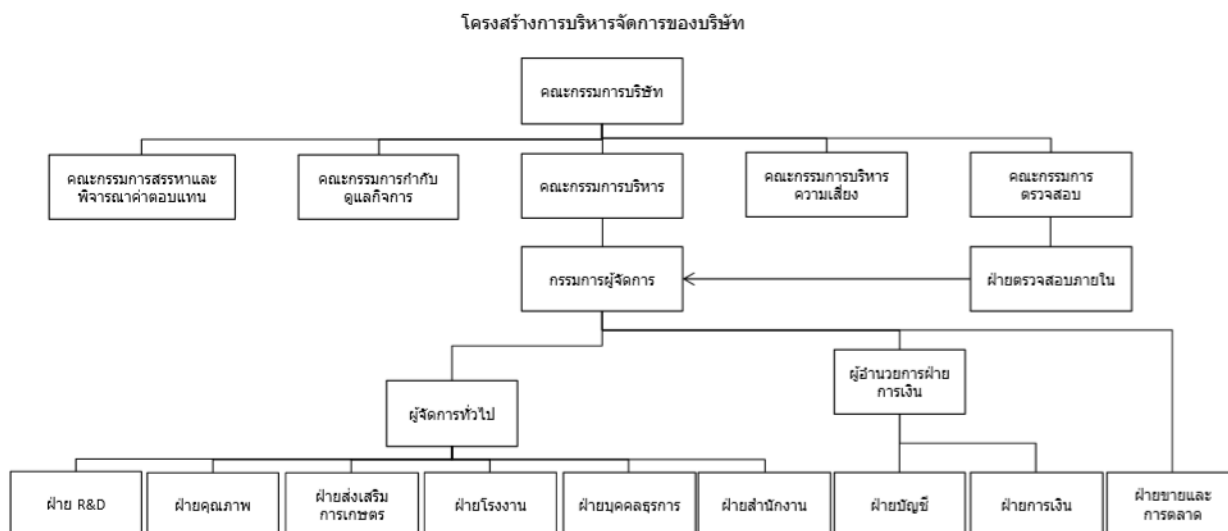 โครงสร้างการบริหารจัดการของบริษัท
คณะกรรมการบริษัท
คณะกรรมการสรรหาและ
พิจารณาค่าตอบแทน
คณะกรรมการกำกับ
ดูแลกิจการ
คณะกรรมการบริหาร
คณะกรรมการบริหาร
ความเสี่ยง
คณะกรรมการ
ตรวจสอบ
กรรมการผู้จัดการ
ฝ่ายตรวจสอบภายใน
ผู้จัดการทั่วไป
ผู้อำนวยการฝ่าย
การเงิน
ฝ่าย R&D
ฝ่ายคุณภาพ
ฝ่ายส่งเสริม
การเกษตร
ฝ่ายโรงงาน
ฝ่ายบุคคลธุรการ
ฝ่ายสำนักงาน
ฝ่ายบัญชี
ฝ่ายการเงิน
ฝ่ายขายและ
การตลาด